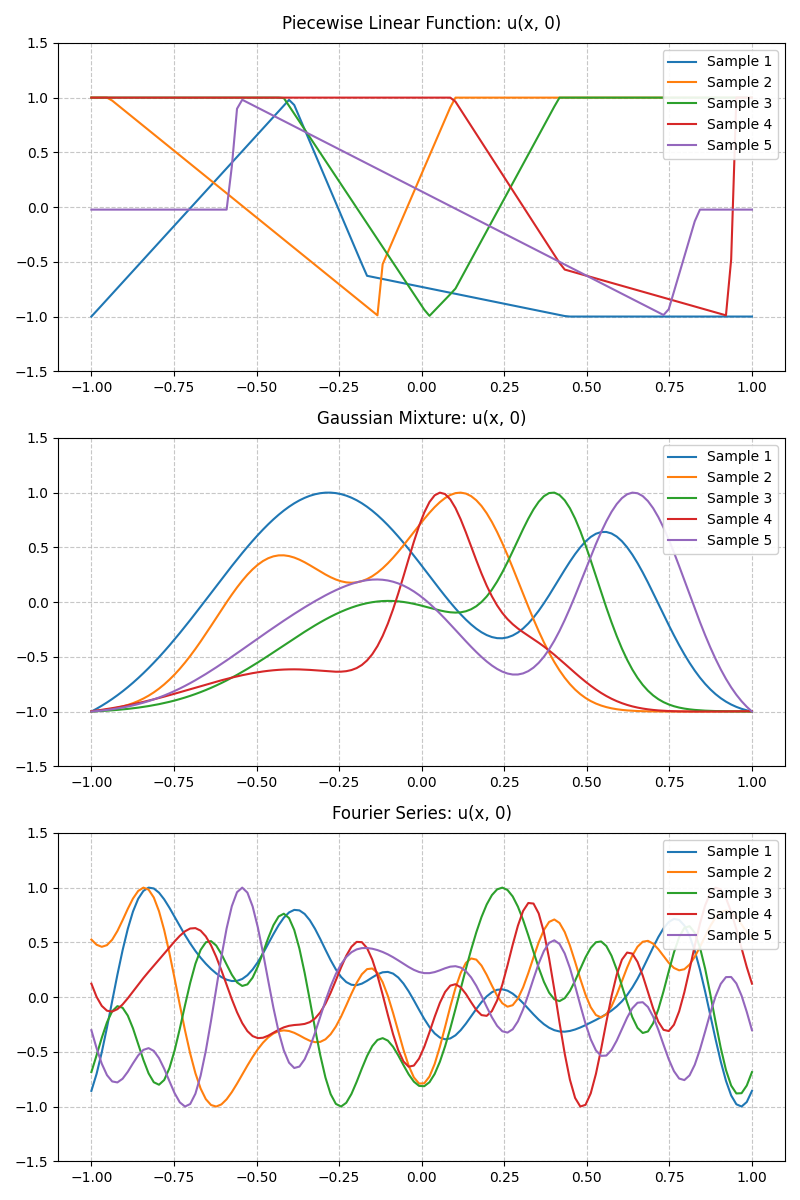 Piecewise Linear Function: u(x, 0)
1.5
1.0
0.5
0.0
−0.5
−1.0
−1.5
Sample 1
Sample 2
Sample 3
Sample 4
Sample 5
−1.00 −0.75 −0.50 −0.25 0.00 0.25 0.50 0.75 1.00
Gaussian Mixture: u(x, 0)
1.5
1.0
0.5
0.0
−0.5
−1.0
−1.5
Sample 1
Sample 2
Sample 3
Sample 4
Sample 5
−1.00 −0.75 −0.50 −0.25 0.00 0.25 0.50 0.75 1.00
Fourier Series: u(x, 0)
1.5
1.0
0.5
0.0
−0.5
−1.0
−1.5
Sample 1
Sample 2
Sample 3
Sample 4
Sample 5
−1.00 −0.75 −0.50 −0.25 0.00 0.25 0.50 0.75 1.00